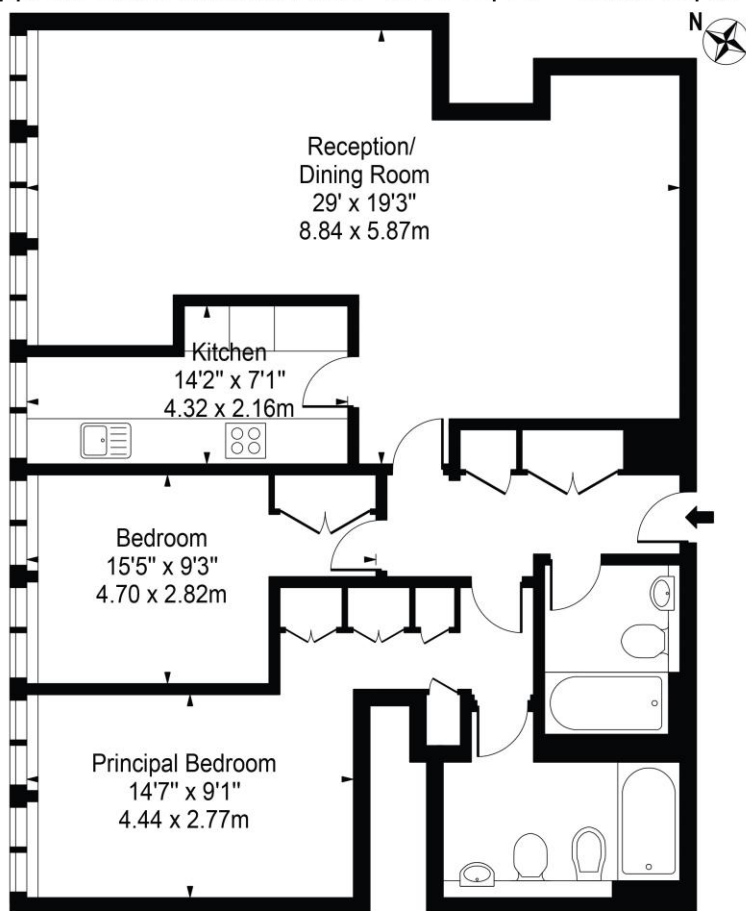 N
Reception/
Dining Room
29' x 19'3"
8.84 x 5.87m
Kitchen
14'2" x 7'1"
4.32 x 2.16m
Bedroom
15'5" x 9'3"
4.70 x 2.82m
Principal Bedroom
14'7" x 9'1"
4.44 x 2.77m